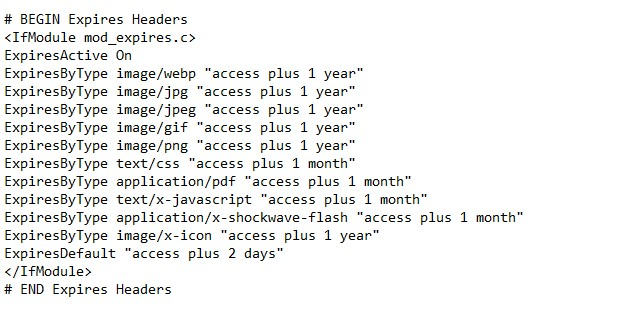 # BEGIN Expires Headers
<IfModule mod_expires.c>
ExpiresActive On
ExpiresByType image/webp "access plus 1 year"
ExpiresByType image/jpg "access plus 1 year"
ExpiresByType image/jpeg "access plus 1 year"
ExpiresByType image/gif "access plus 1 year"
ExpiresByType image/png "access plus 1 year"
ExpiresByType text/css "access plus 1 month"
ExpiresByType application/pdf "access plus 1 month"
ExpiresByType text/x-javascript "access plus 1 month"
ExpiresByType application/x-shockwave-flash "access plus 1 month"
ExpiresByType image/x-icon "access plus 1 year"
ExpiresDefault "access plus 2 days"
</IfModule>
# END Expires Headers